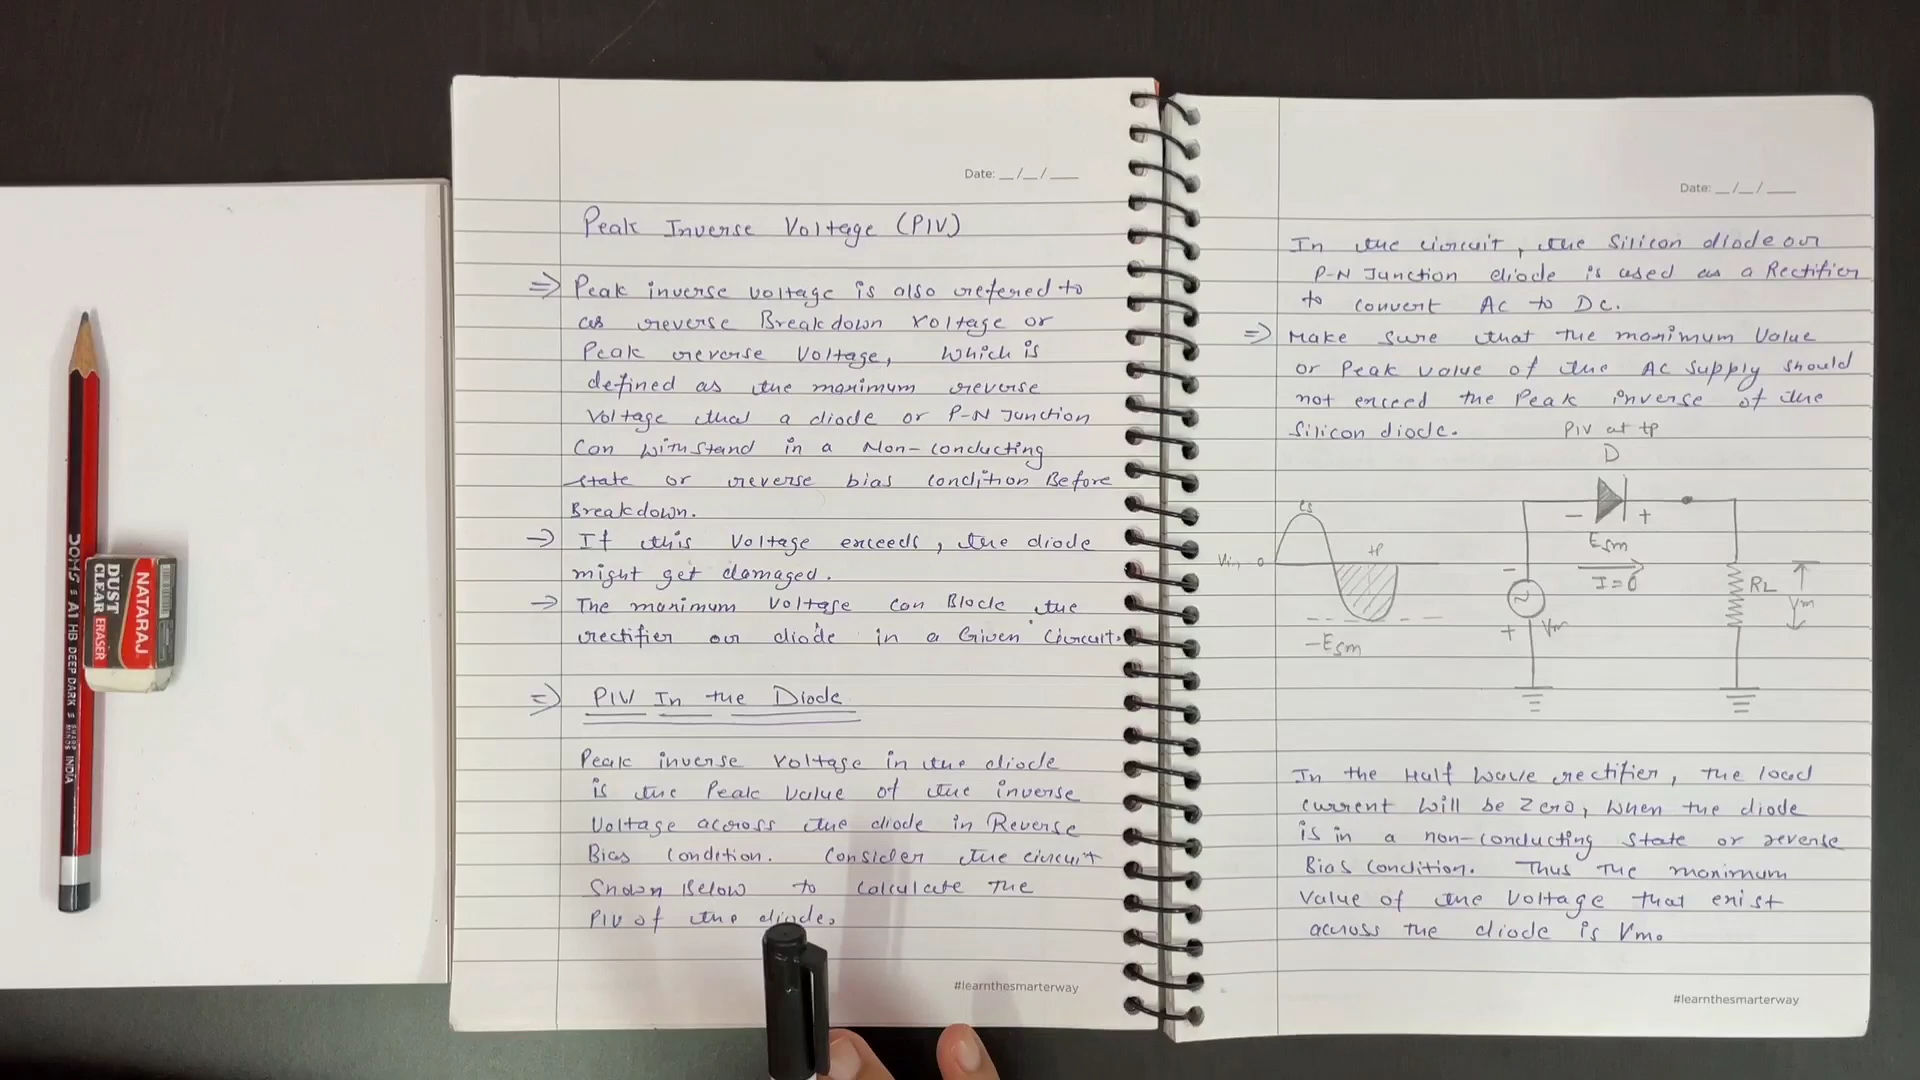 Date: __/__/____
Peak Inverse Voltage (PIV)
=> Peak inverse voltage is also refered to
as reverse Breakdown voltage or
Peak reverse Voltage, which is
defined as the maximum reverse
Voltage that a diode or P-N Junction
Can withstand in a Non-conducting
state or reverse bias condition Before
Breakdown.
-> If this Voltage exceeds, the diode
might get damaged.
-> The maximum voltage can Block the
rectifier or diode in a Given Circuit.
=> PIV In the Diode
Peak inverse voltage in the diode
is the Peak Value of the inverse
Voltage across the diode in Reverse
Bias Condition. Consider the circuit
Shown Below to calculate the
PIV of the diode.
#learnthesmarterway
Date: __/__/____
In the circuit, the Silicon diode or
P-N Junction diode is used as a Rectifier
to convert Ac to Dc.
=> Make sure that the maximum Value
or Peak value of the AC supply should
not exceed the Peak inverse of the
Silicon diode.
PIV at tp
D
es
- +
Esm
Vin 0
tp
I=0
RL
Vm
-
+ Vm
-Esm
In the Half wave rectifier, the load
current will be Zero, when the diode
is in a non-conducting state or reverse
Bias Condition. Thus The maximum
Value of the Voltage that exist
across the diode is Vm.
#learnthesmarterway
DOMS A1 HB DEEP DARK INDIA
NATARAJ
DUST
CLEAR ERASER